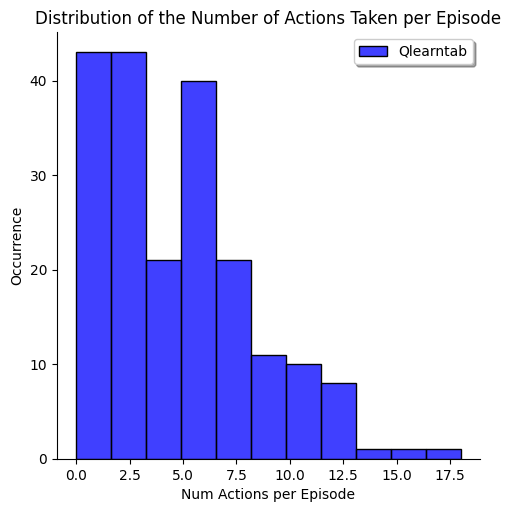 Distribution of the Number of Actions Taken per Episode
Qlearntab
Occurrence
40
30
20
10
0
0.0 2.5 5.0 7.5 10.0 12.5 15.0 17.5
Num Actions per Episode